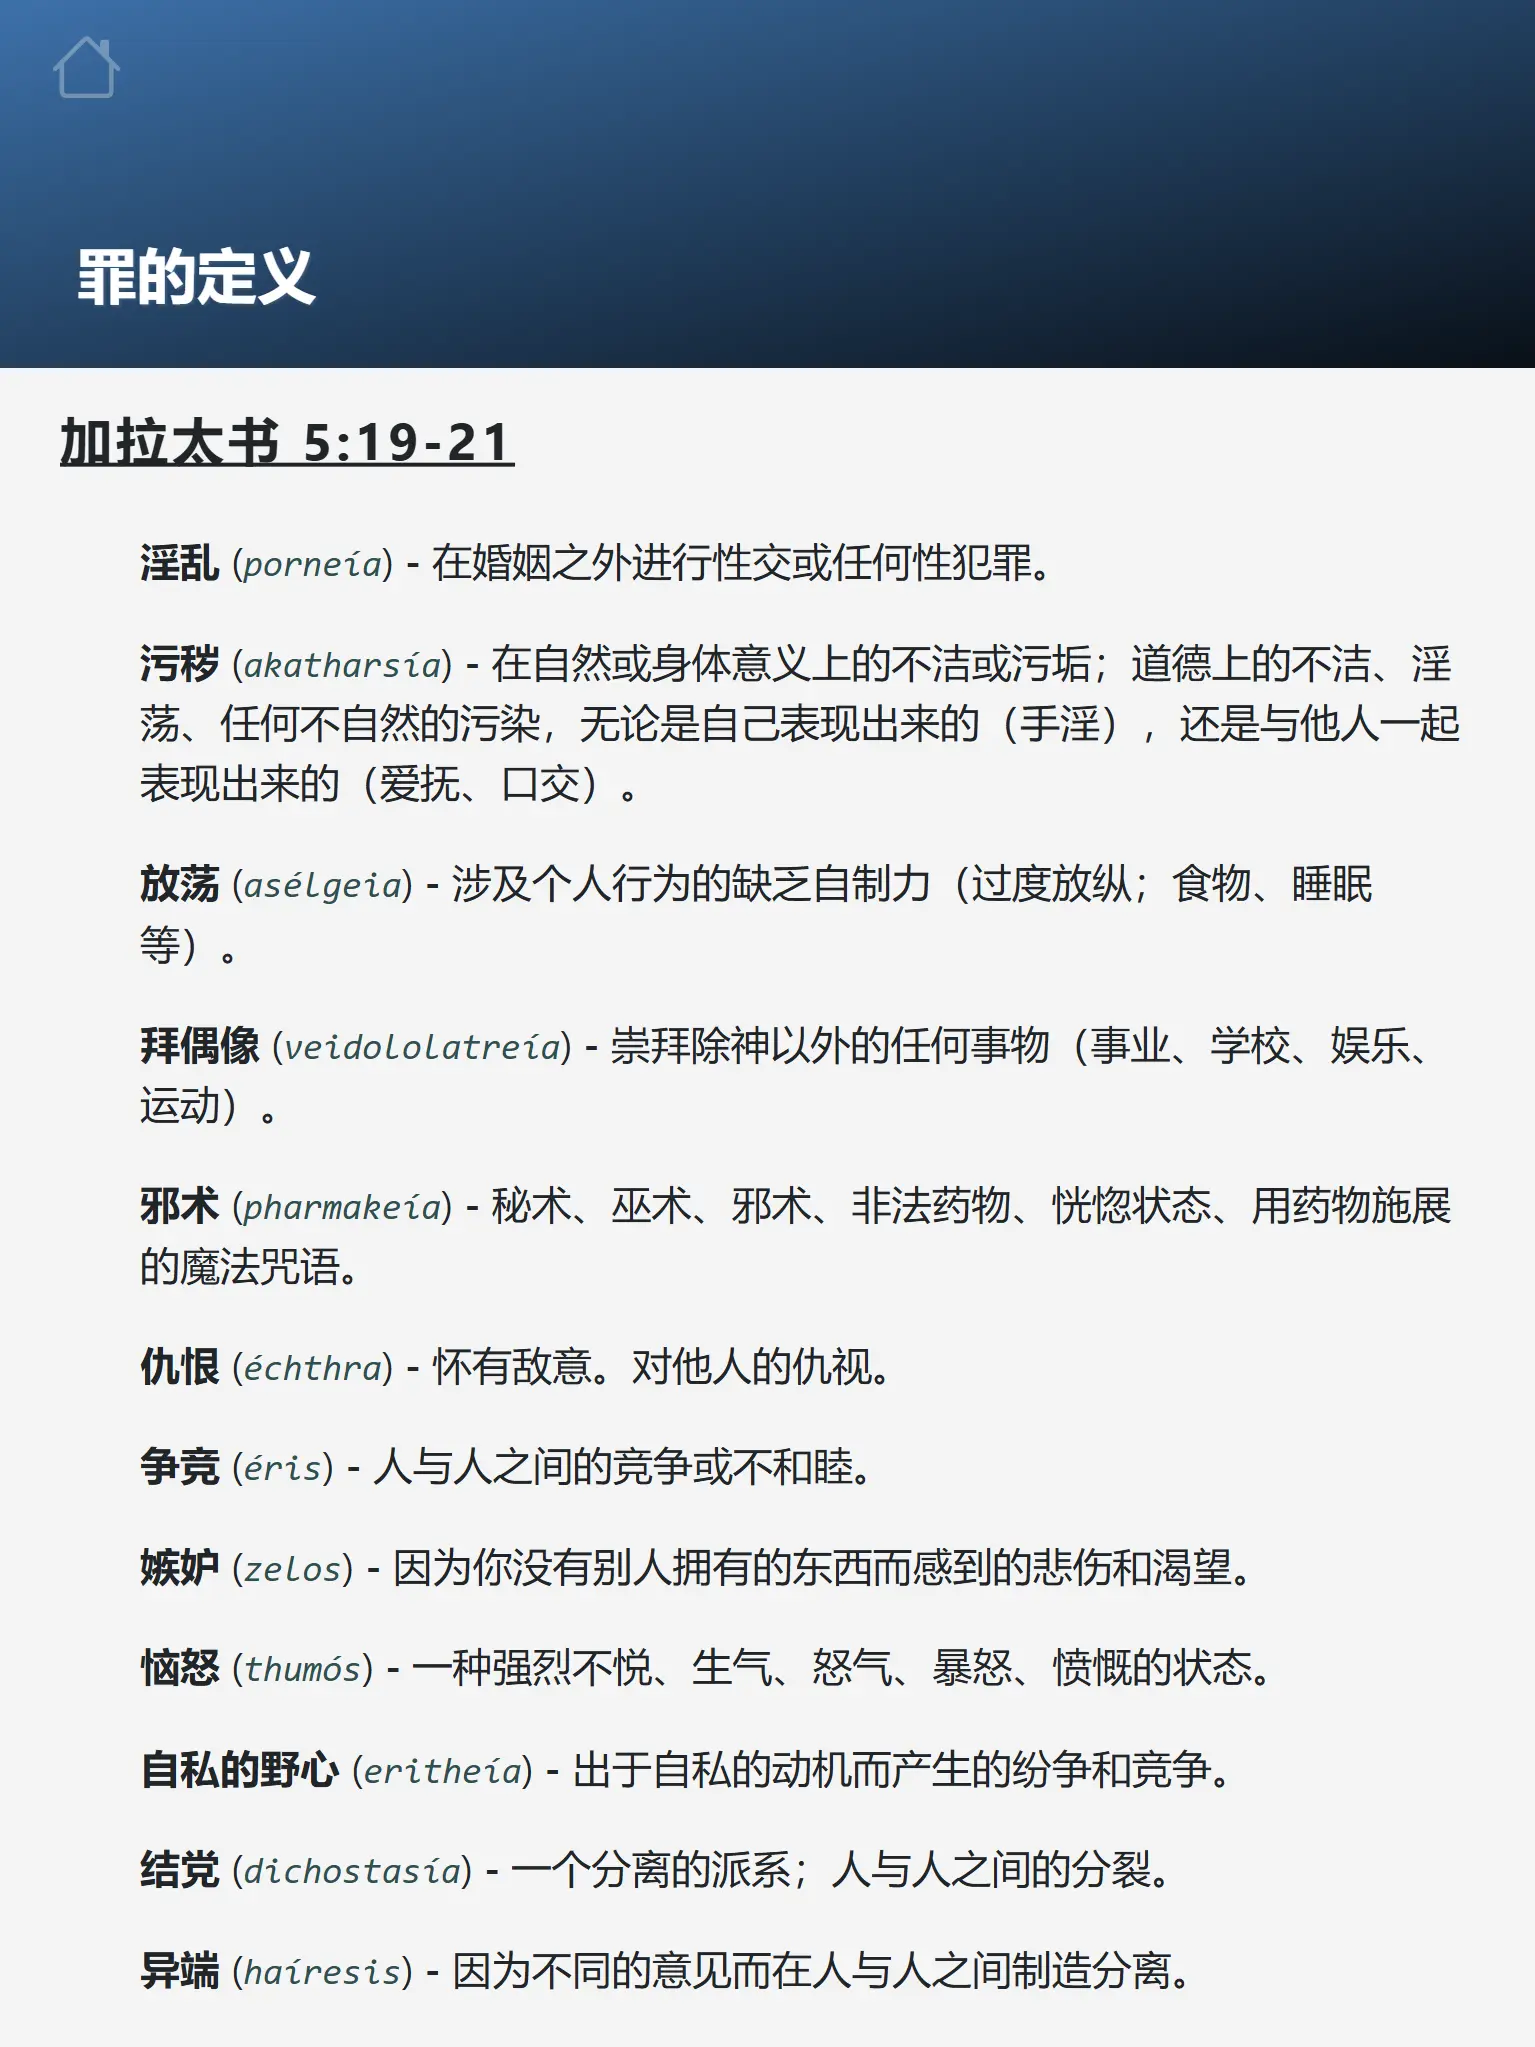 罪的定义
加拉太书 5:19-21
淫乱 (porneía) - 在婚姻之外进行性交或任何性犯罪。
污秽 (akatharsía) - 在自然或身体意义上的不洁或污垢；道德上的不洁、淫
荡、任何不自然的污染，无论是自己表现出来的（手淫），还是与他人一起
表现出来的（爱抚、口交）。
放荡 (asélgeia) - 涉及个人行为的缺乏自制力（过度放纵；食物、睡眠
等）。
拜偶像 (veidololatreía) - 崇拜除神以外的任何事物（事业、学校、娱乐、
运动）。
邪术 (pharmakeía) - 秘术、巫术、邪术、非法药物、恍惚状态、用药物施展
的魔法咒语。
仇恨 (échthra) - 怀有敌意。对他人的仇视。
争竞 (éris) - 人与人之间的竞争或不和睦。
嫉妒 (zelos) - 因为你没有别人拥有的东西而感到的悲伤和渴望。
恼怒 (thumós) - 一种强烈不悦、生气、怒气、暴怒、愤慨的状态。
自私的野心 (eritheía) - 出于自私的动机而产生的纷争和竞争。
结党 (dichostasía) - 一个分离的派系；人与人之间的分裂。
异端 (haíresis) - 因为不同的意见而在人与人之间制造分离。